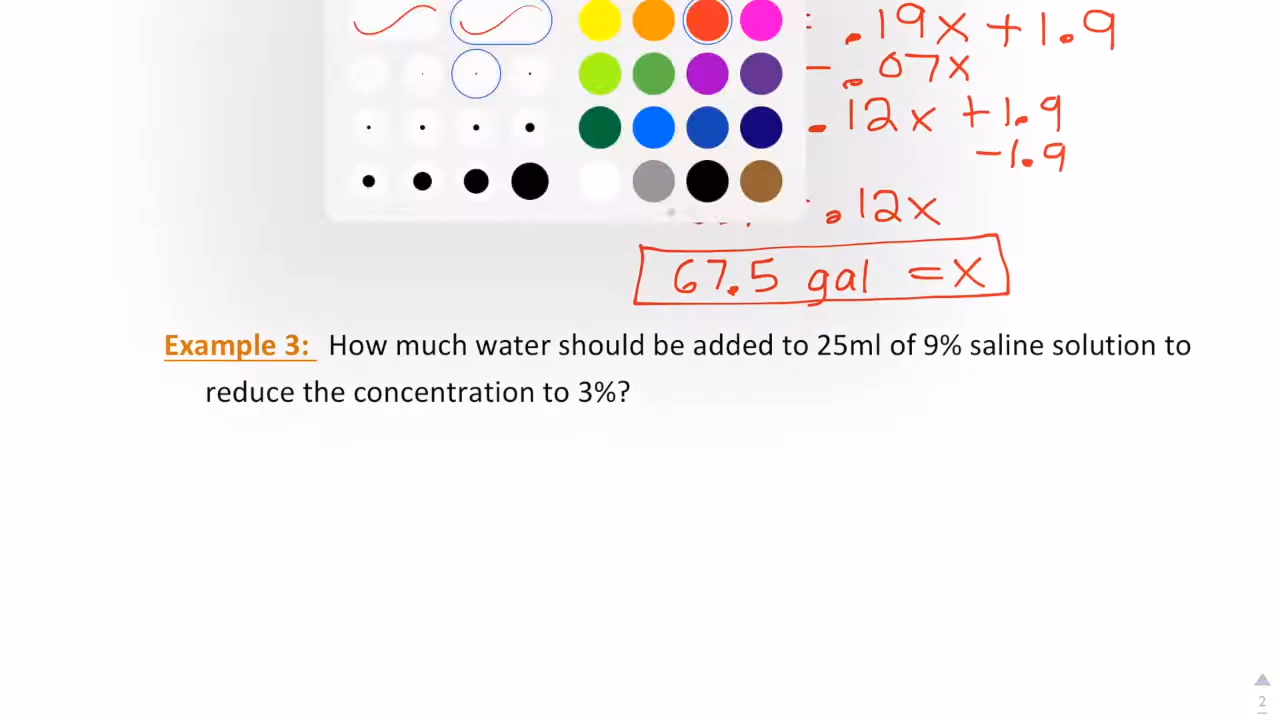 = .19x + 1.9
- .07x
.12x + 1.9
-1.9
.12x
67.5 gal = x
Example 3: How much water should be added to 25ml of 9% saline solution to
reduce the concentration to 3%?
2